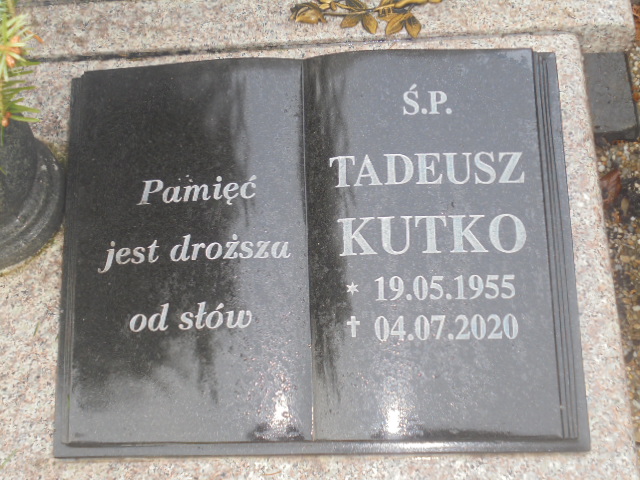 Pamięć
jest droższa
od słów
Ś.P.
TADEUSZ
KUTKO
* 19.05.1955
✝ 04.07.2020